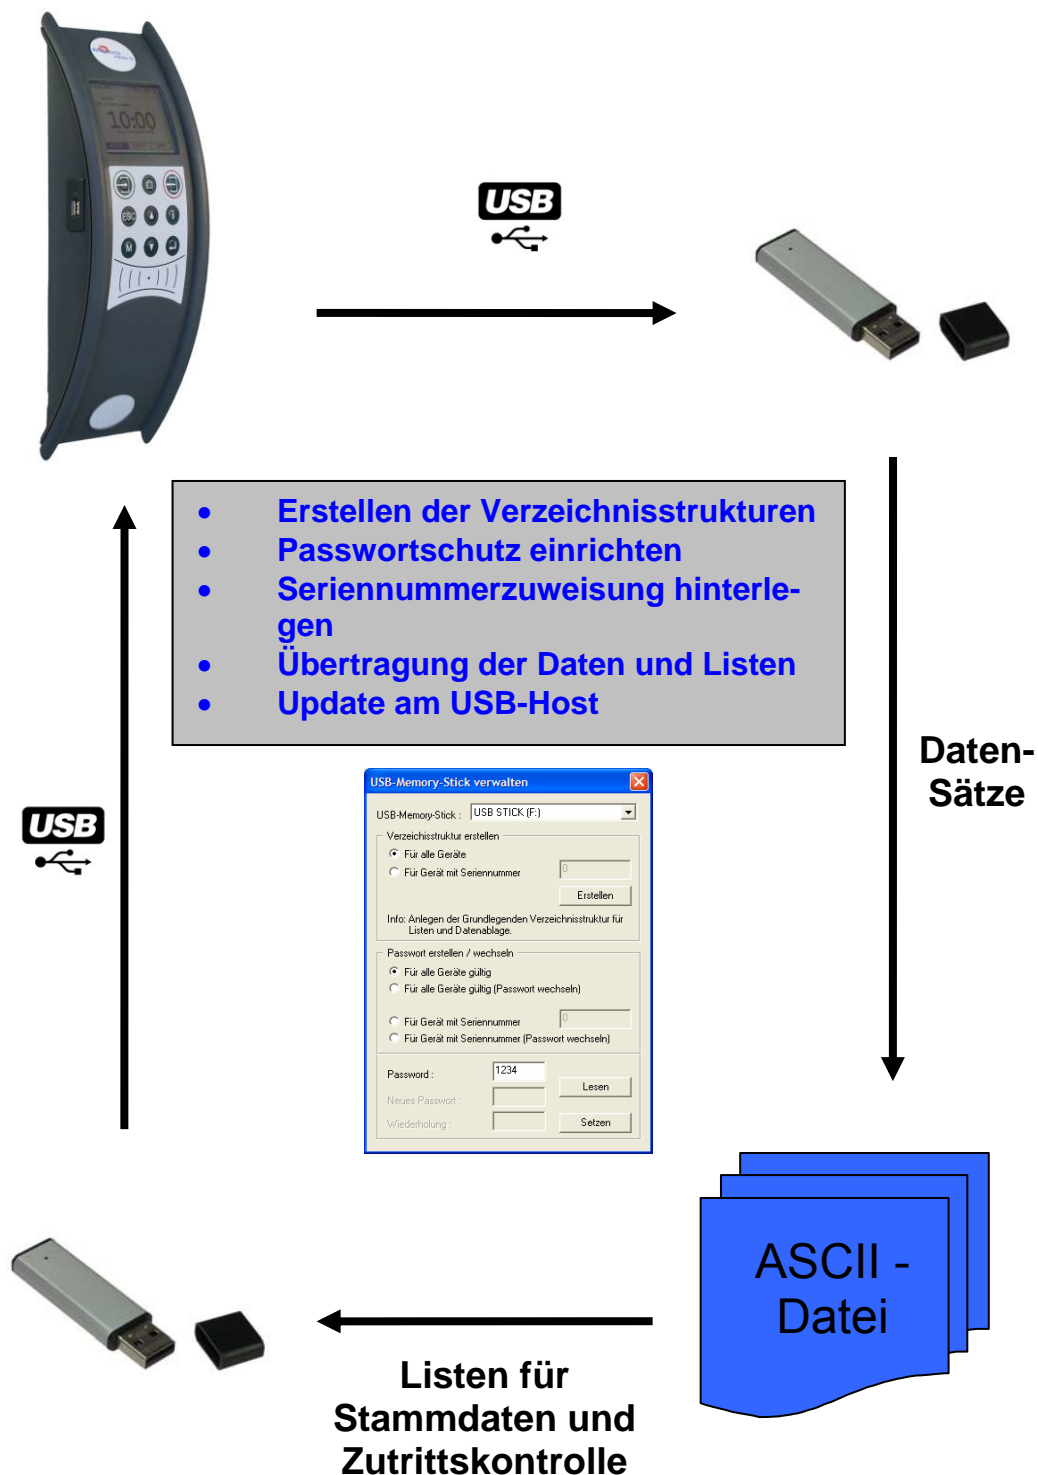 10:00
ESC
i
M
USB
• Erstellen der Verzeichnisstrukturen
• Passwortschutz einrichten
• Seriennummerzuweisung hinterle-
gen
• Übertragung der Daten und Listen
• Update am USB-Host
Daten-
Sätze
USB
USB-Memory-Stick verwalten
USB-Memory-Stick : USB STICK (F:)
Verzeichisstruktur erstellen
Für alle Geräte
Für Gerät mit Seriennummer 0
Erstellen
Info: Anlegen der Grundlegenden Verzeichnisstruktur für
Listen und Datenablage.
Passwort erstellen / wechseln
Für alle Geräte gültig
Für alle Geräte gültig (Passwort wechseln)
Für Gerät mit Seriennummer 0
Für Gerät mit Seriennummer (Passwort wechseln)
Password : 1234
Lesen
Neues Passwort :
Wiederholung :
Setzen
ASCII -
Datei
Listen für
Stammdaten und
Zutrittskontrolle